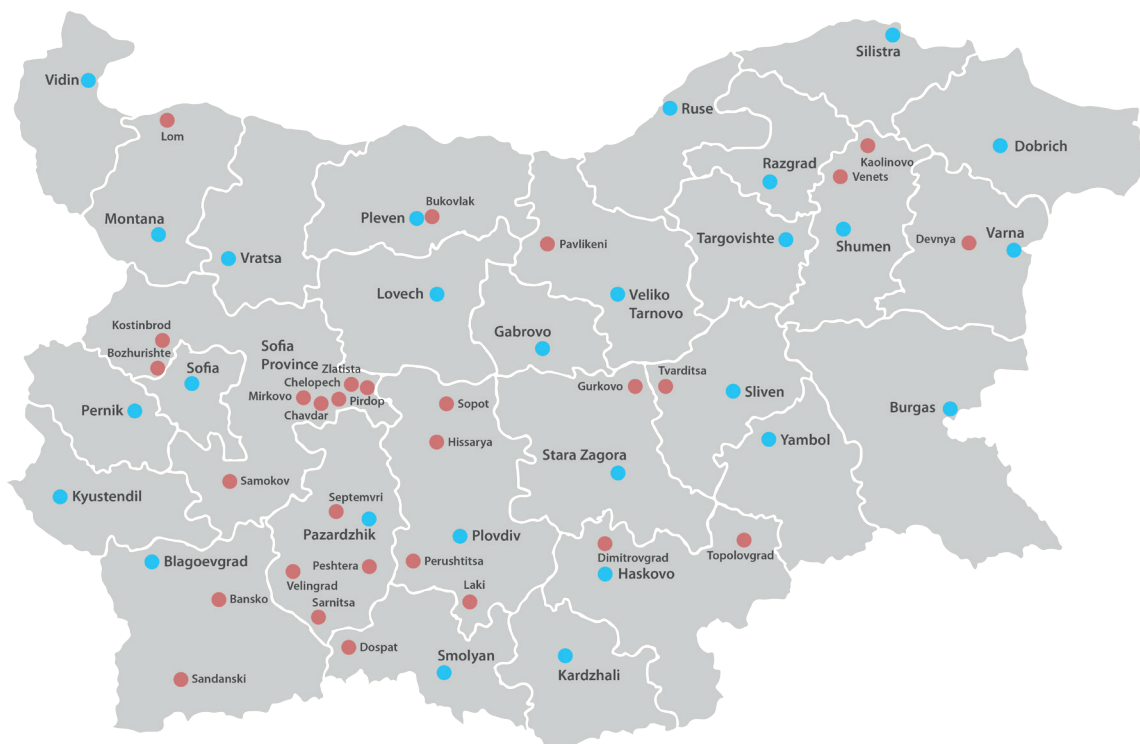 Silistra
Vidin
Ruse
Lom
Dobrich
Kaolinovo
Razgrad
Venets
Bukovlak
Pleven
Montana
Pavlikeni
Targovishte
Shumen
Devnya
Varna
Vratsa
Lovech
Veliko
Tarnovo
Kostinbrod
Gabrovo
Bozhurishte
Sofia
Sofia
Province
Zlatista
Chelopech
Mirkovo
Pirdop
Chavdar
Tvarditsa
Gurkovo
Sliven
Pernik
Sopot
Burgas
Hissarya
Yambol
Stara Zagora
Samokov
Kyustendil
Septemvri
Pazardzhik
Plovdiv
Dimitrovgrad
Topolovgrad
Blagoevgrad
Peshtera
Perushtitsa
Haskovo
Velingrad
Laki
Bansko
Sarnitsa
Dospat
Smolyan
Kardzhali
Sandanski